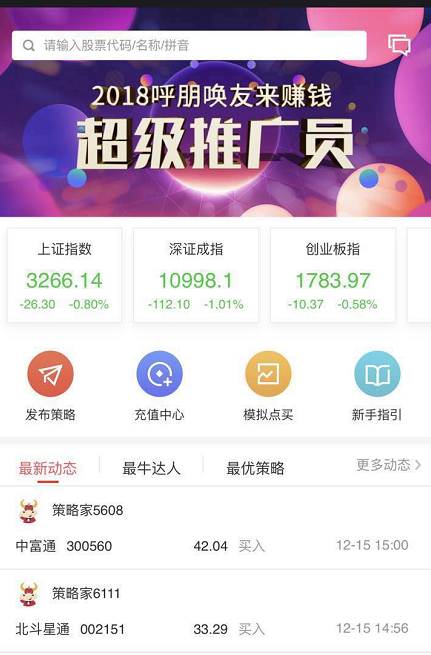 请输入股票代码/名称/拼音
2018呼朋唤友来赚钱
超级推广员
上证指数 深证成指 创业板指
3266.14 10998.1 1783.97
-26.30 -0.80% -112.10 -1.01% -10.37 -0.58%
发布策略 充值中心 模拟点买 新手指引
最新动态 最牛达人 最优策略 更多动态
策略家5608
中富通 300560 42.04 买入 12-15 15:00
策略家6111
北斗星通 002151 33.29 买入 12-15 14:56